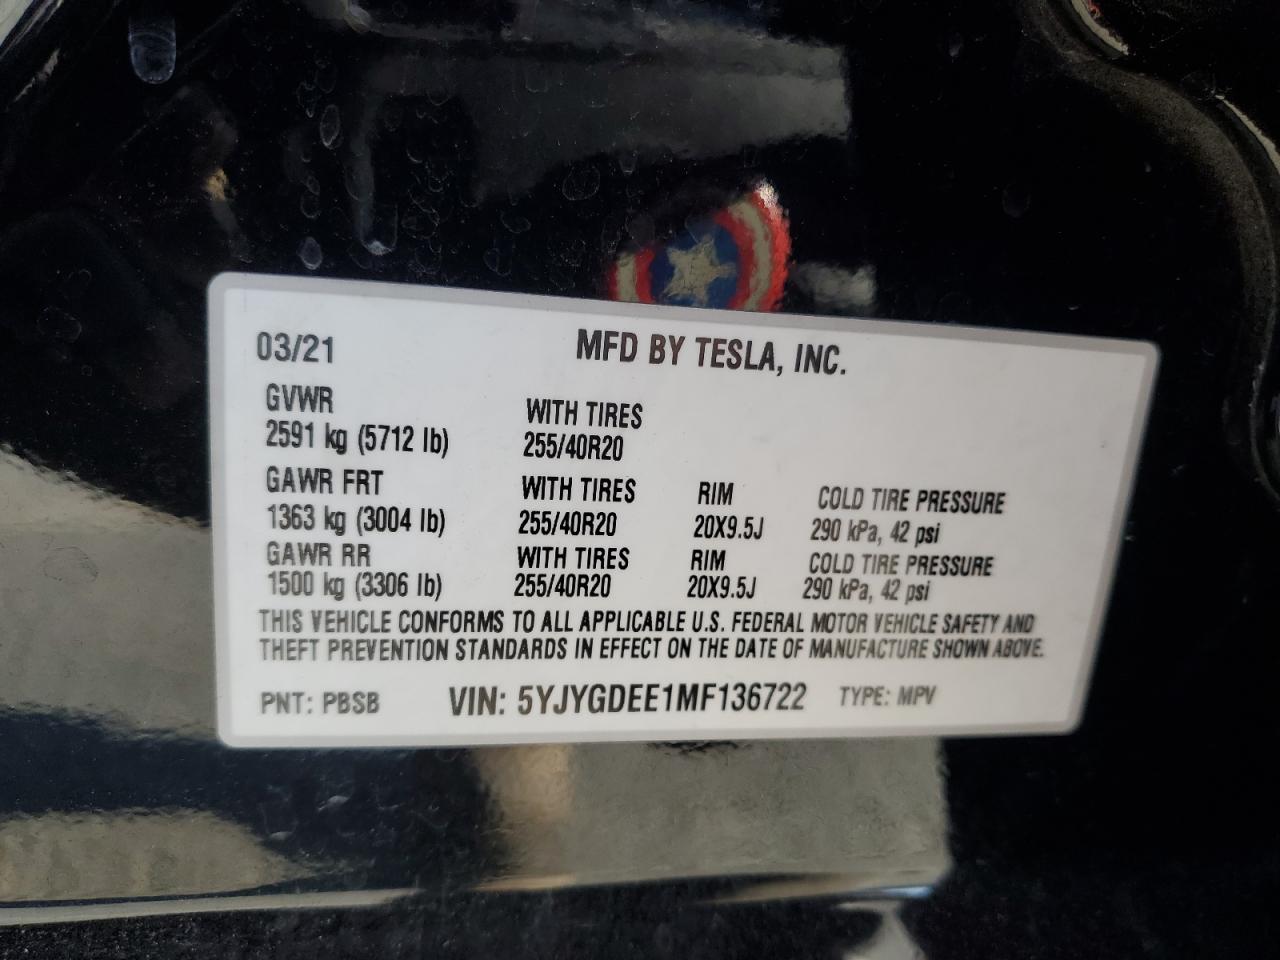 03/21 MFD BY TESLA, INC.
GVWR WITH TIRES
2591 kg (5712 lb) 255/40R20
GAWR FRT WITH TIRES RIM COLD TIRE PRESSURE
1363 kg (3004 lb) 255/40R20 20X9.5J 290 kPa, 42 psi
GAWR RR WITH TIRES RIM COLD TIRE PRESSURE
1500 kg (3306 lb) 255/40R20 20X9.5J 290 kPa, 42 psi
THIS VEHICLE CONFORMS TO ALL APPLICABLE U.S. FEDERAL MOTOR VEHICLE SAFETY AND
THEFT PREVENTION STANDARDS IN EFFECT ON THE DATE OF MANUFACTURE SHOWN ABOVE.
PNT: PBSB VIN: 5YJYGDEE1MF136722 TYPE: MPV